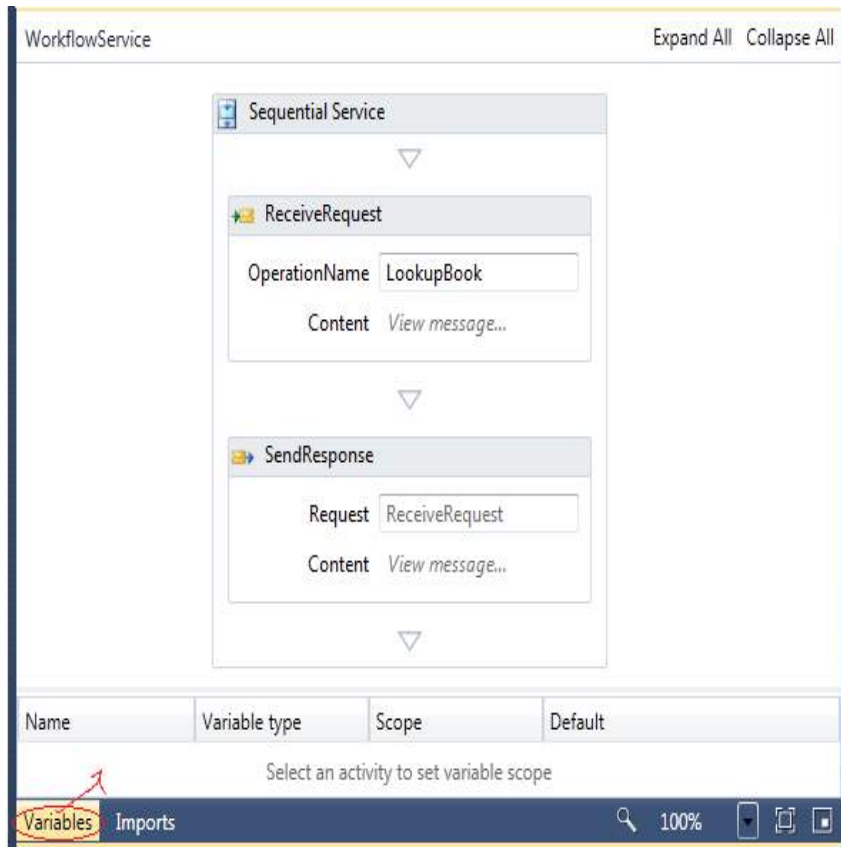 WorkflowService Expand All Collapse All
Sequential Service
ReceiveRequest
OperationName LookupBook
Content View message...
SendResponse
Request ReceiveRequest
Content View message...
Name Variable type Scope Default
Select an activity to set variable scope
Variables Imports 100%